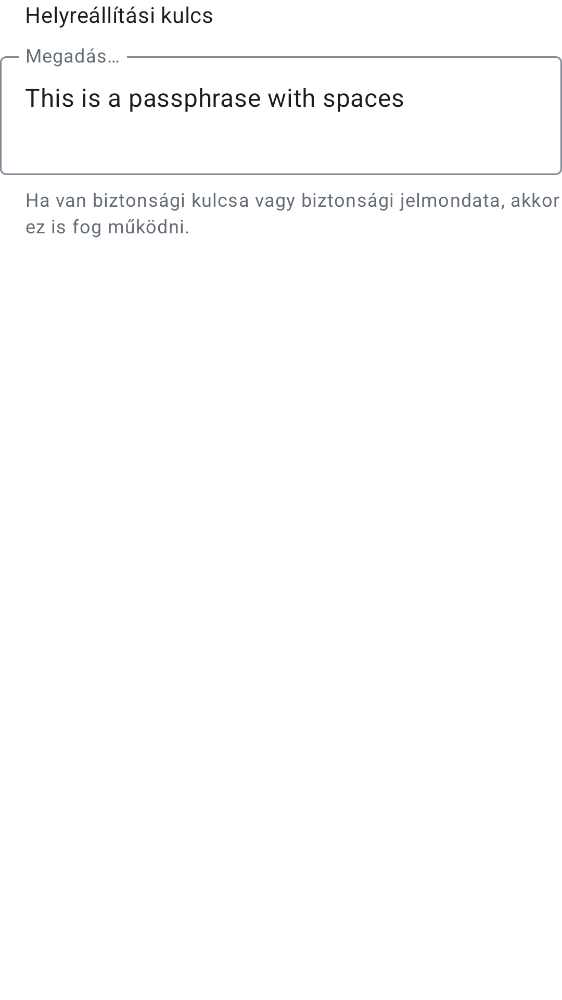 Helyreállítási kulcs
Megadás…
This is a passphrase with spaces
Ha van biztonsági kulcsa vagy biztonsági jelmondata, akkor
ez is fog működni.